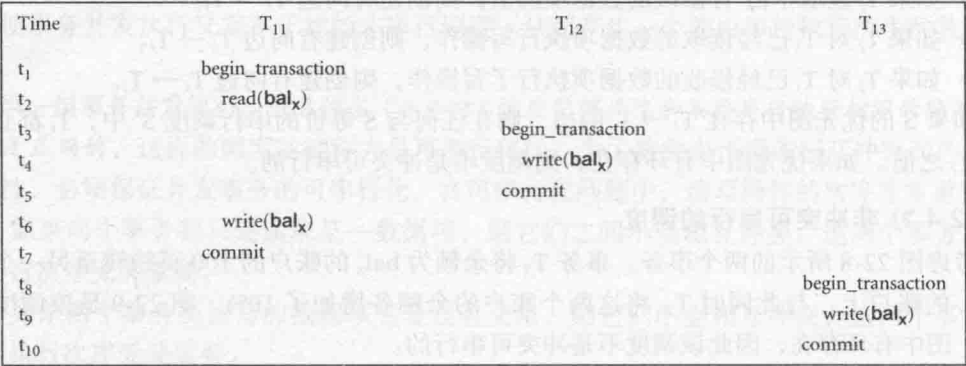 Time T₁₁ T₁₂ T₁₃
t₁ begin_transaction
t₂ read(balₓ)
t₃ begin_transaction
t₄ write(balₓ)
t₅ commit
t₆ write(balₓ)
t₇ commit
t₈ begin_transaction
t₉ write(balₓ)
t₁₀ commit